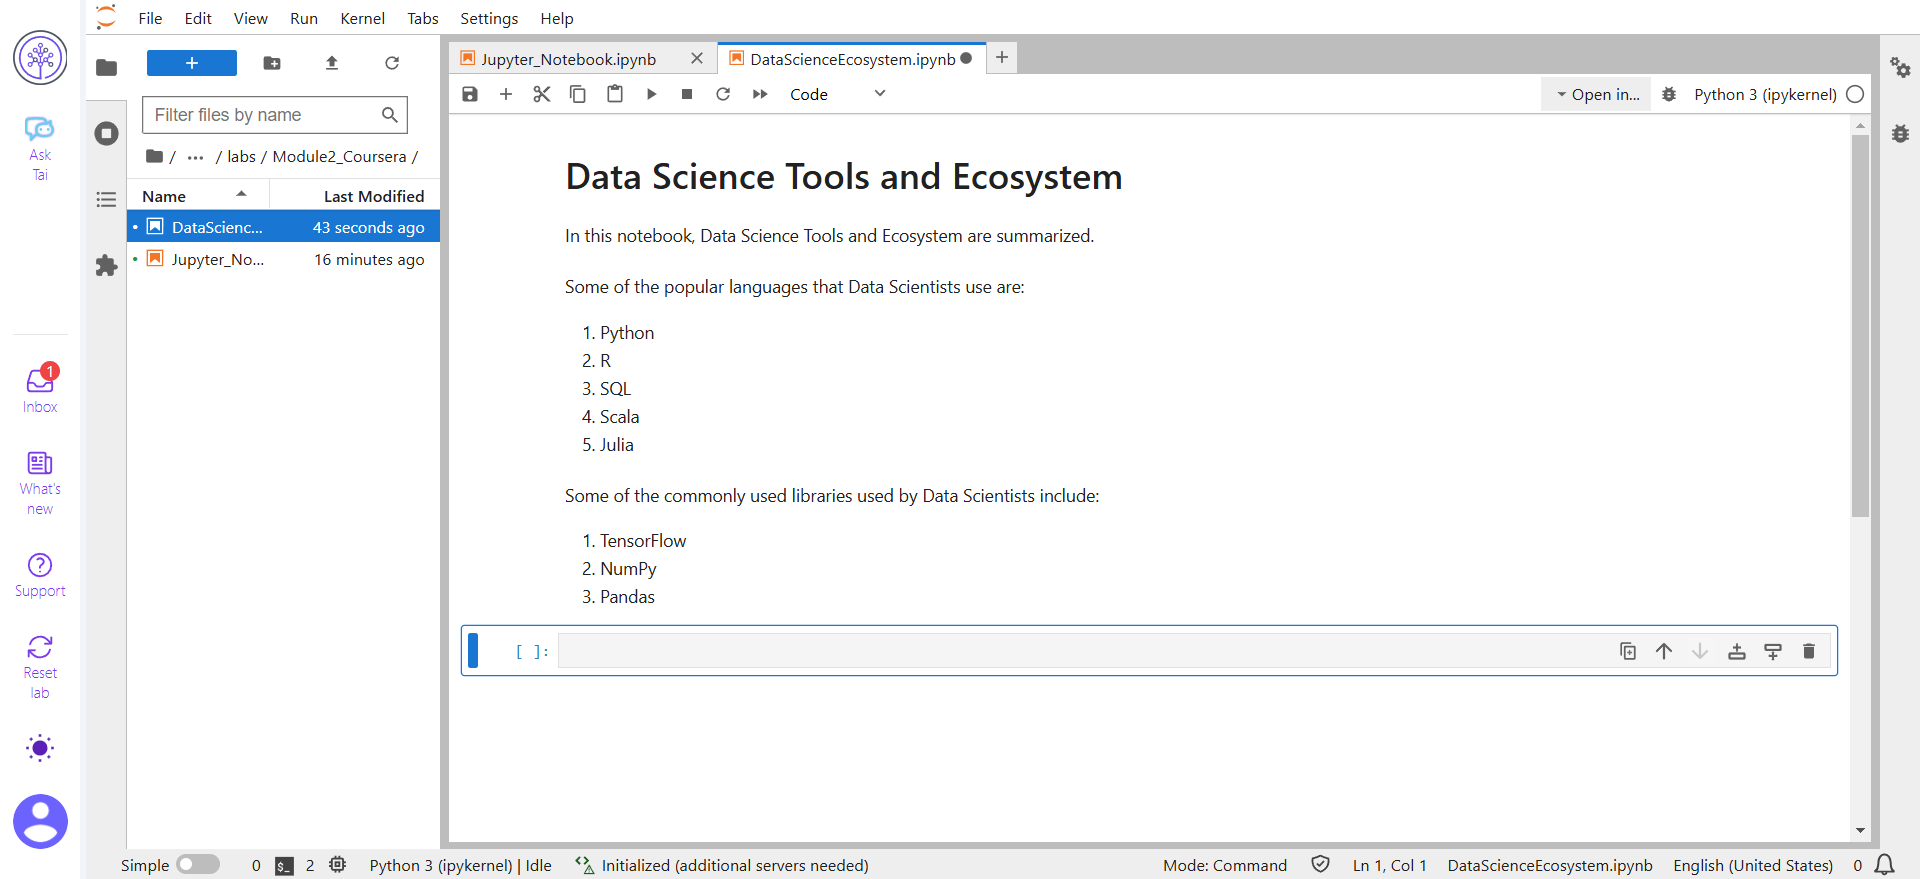 File Edit View Run Kernel Tabs Settings Help
Ask
Tai
1
Inbox
What's
new
Support
Reset
lab
Filter files by name
/ ... / labs / Module2_Coursera /
Name Last Modified
DataScienc... 43 seconds ago
Jupyter_No... 16 minutes ago
Jupyter_Notebook.ipynb
DataScienceEcosystem.ipynb
Code
Open in...
Python 3 (ipykernel)
Data Science Tools and Ecosystem
In this notebook, Data Science Tools and Ecosystem are summarized.
Some of the popular languages that Data Scientists use are:
1. Python
2. R
3. SQL
4. Scala
5. Julia
Some of the commonly used libraries used by Data Scientists include:
1. TensorFlow
2. NumPy
3. Pandas
[ ]:
Simple 0 $_ 2 Python 3 (ipykernel) | Idle Initialized (additional servers needed) Mode: Command Ln 1, Col 1 DataScienceEcosystem.ipynb English (United States) 0